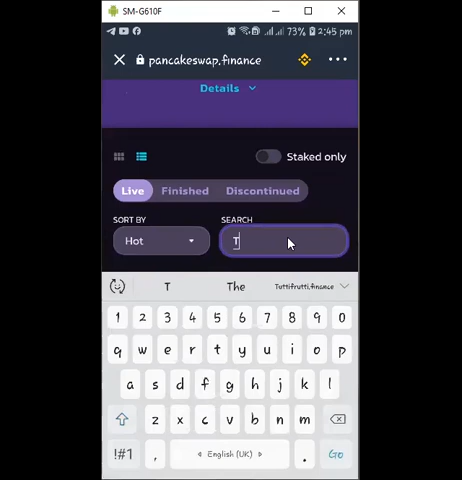 SM-G610F
73% 2:45 pm
pancakeswap.finance
Details
Staked only
Live Finished Discontinued
SORT BY SEARCH
Hot T
T The Tuttifrutti.finance
1 2 3 4 5 6 7 8 9 0
q w e r t y u i o p
a s d f g h j k l
z x c v b n m
!#1 , English (UK) . Go